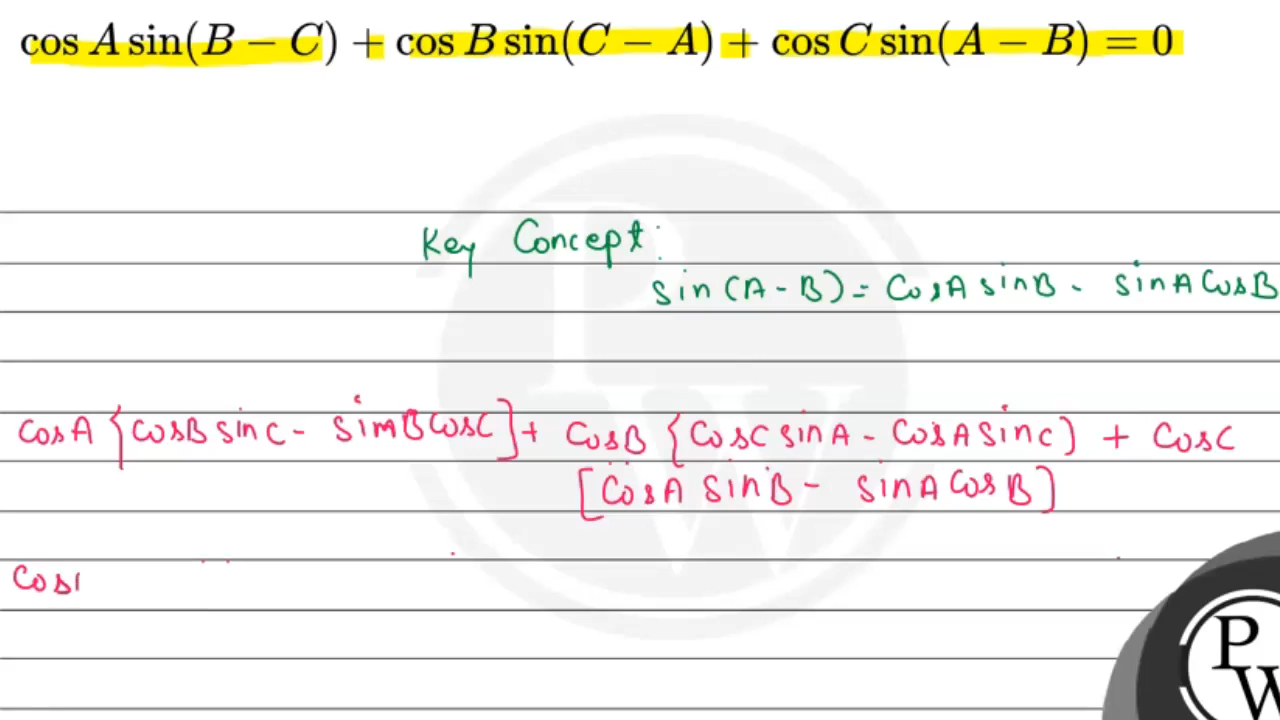 cos A sin(B − C) + cos B sin(C − A) + cos C sin(A − B) = 0
Key Concept:
sin(A - B) = CosA sinB - sinA CosB
cosA {cosB sinC - sinB cosC] + cosB {cosC sinA - cosA sinC] + cosC
[cosA sinB - sinA cosB]
Cos
P
W
P
W